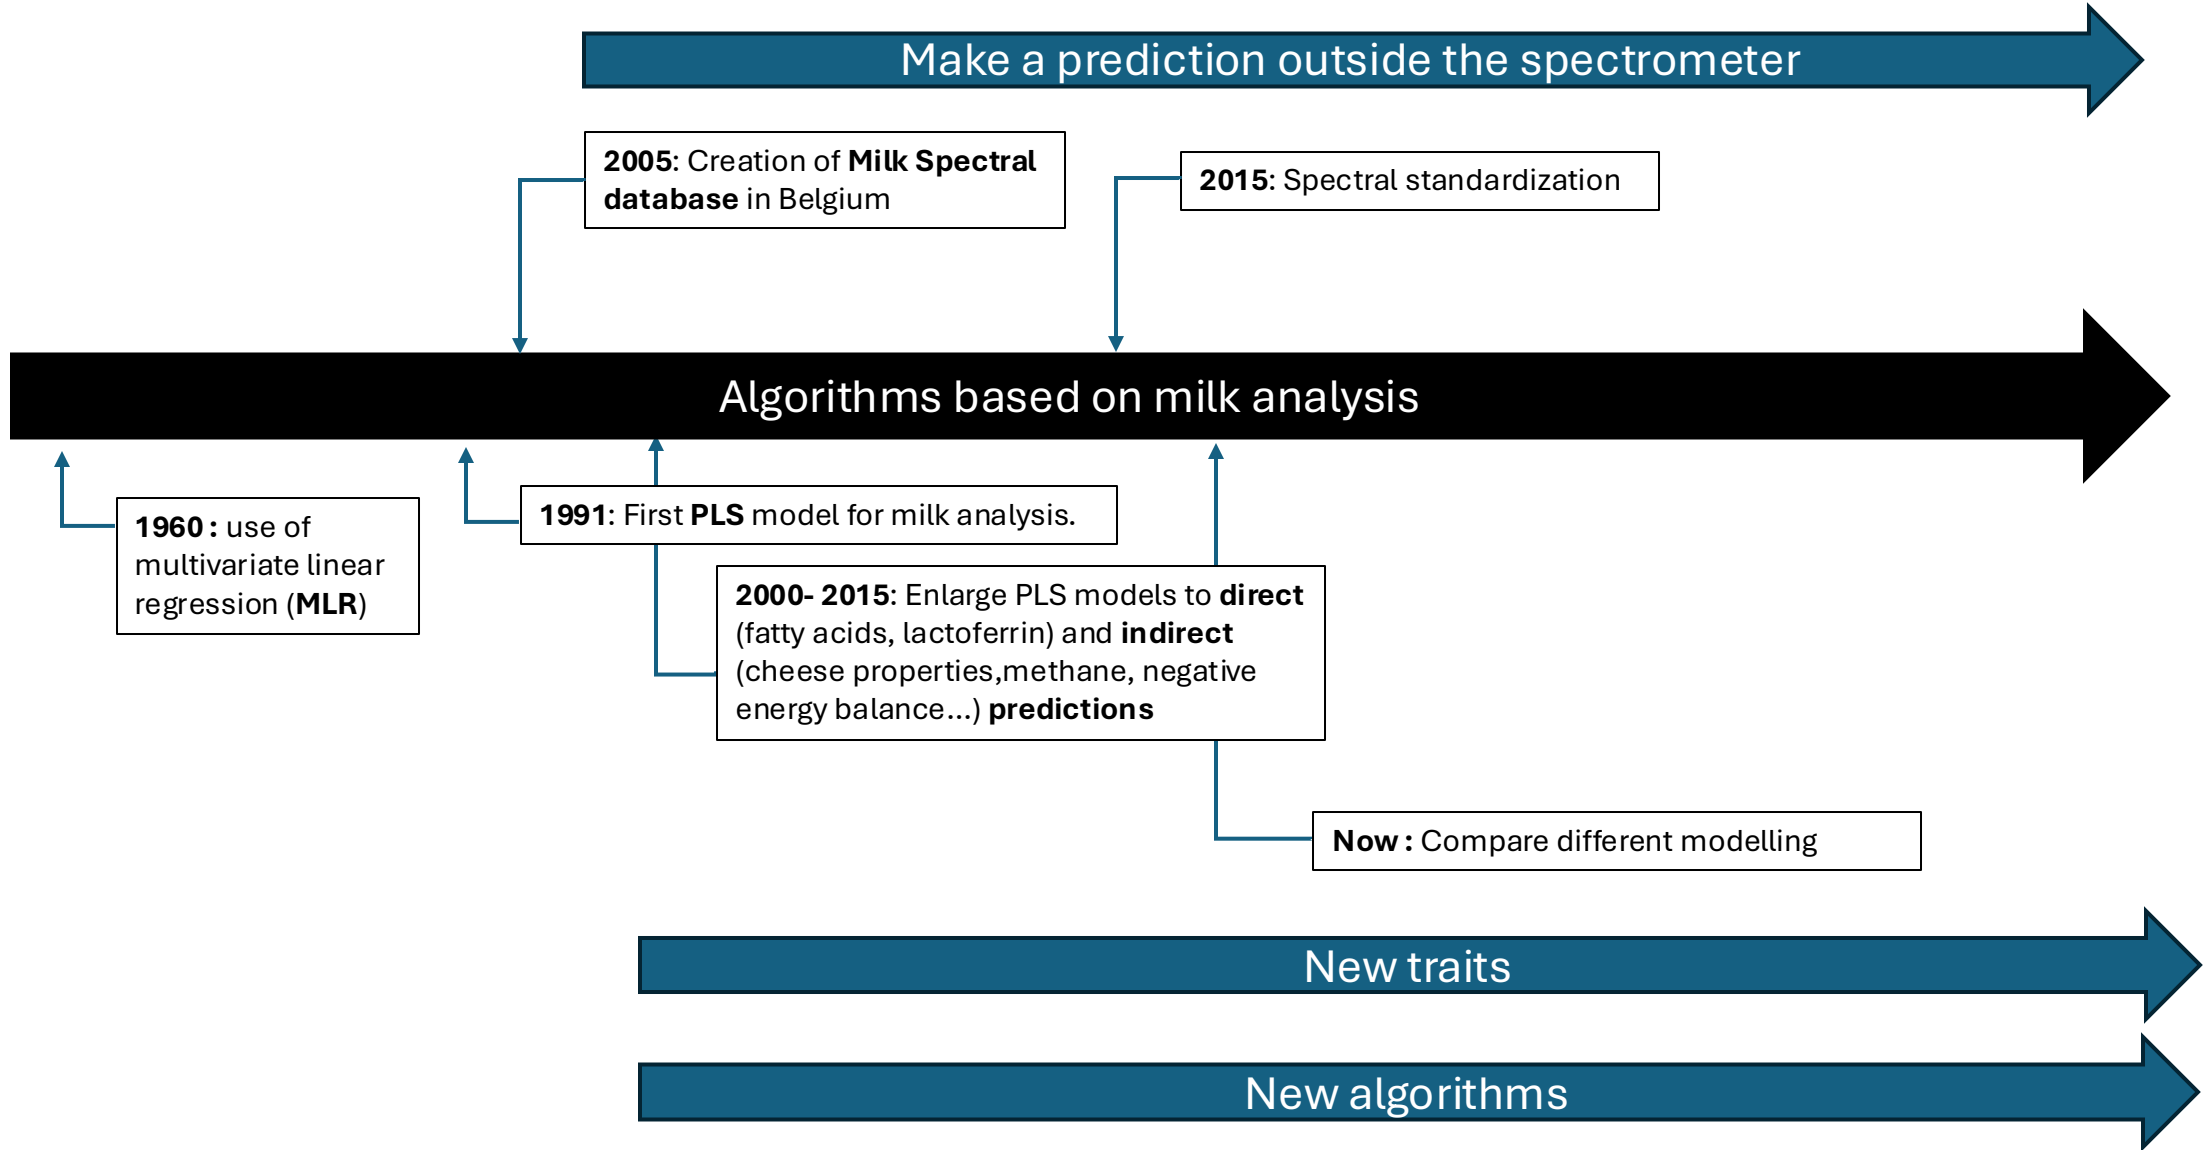 Make a prediction outside the spectrometer
2005: Creation of Milk Spectral
database in Belgium
2015: Spectral standardization
Algorithms based on milk analysis
1960 : use of
multivariate linear
regression (MLR)
1991: First PLS model for milk analysis.
2000- 2015: Enlarge PLS models to direct
(fatty acids, lactoferrin) and indirect
(cheese properties,methane, negative
energy balance...) predictions
Now : Compare different modelling
New traits
New algorithms